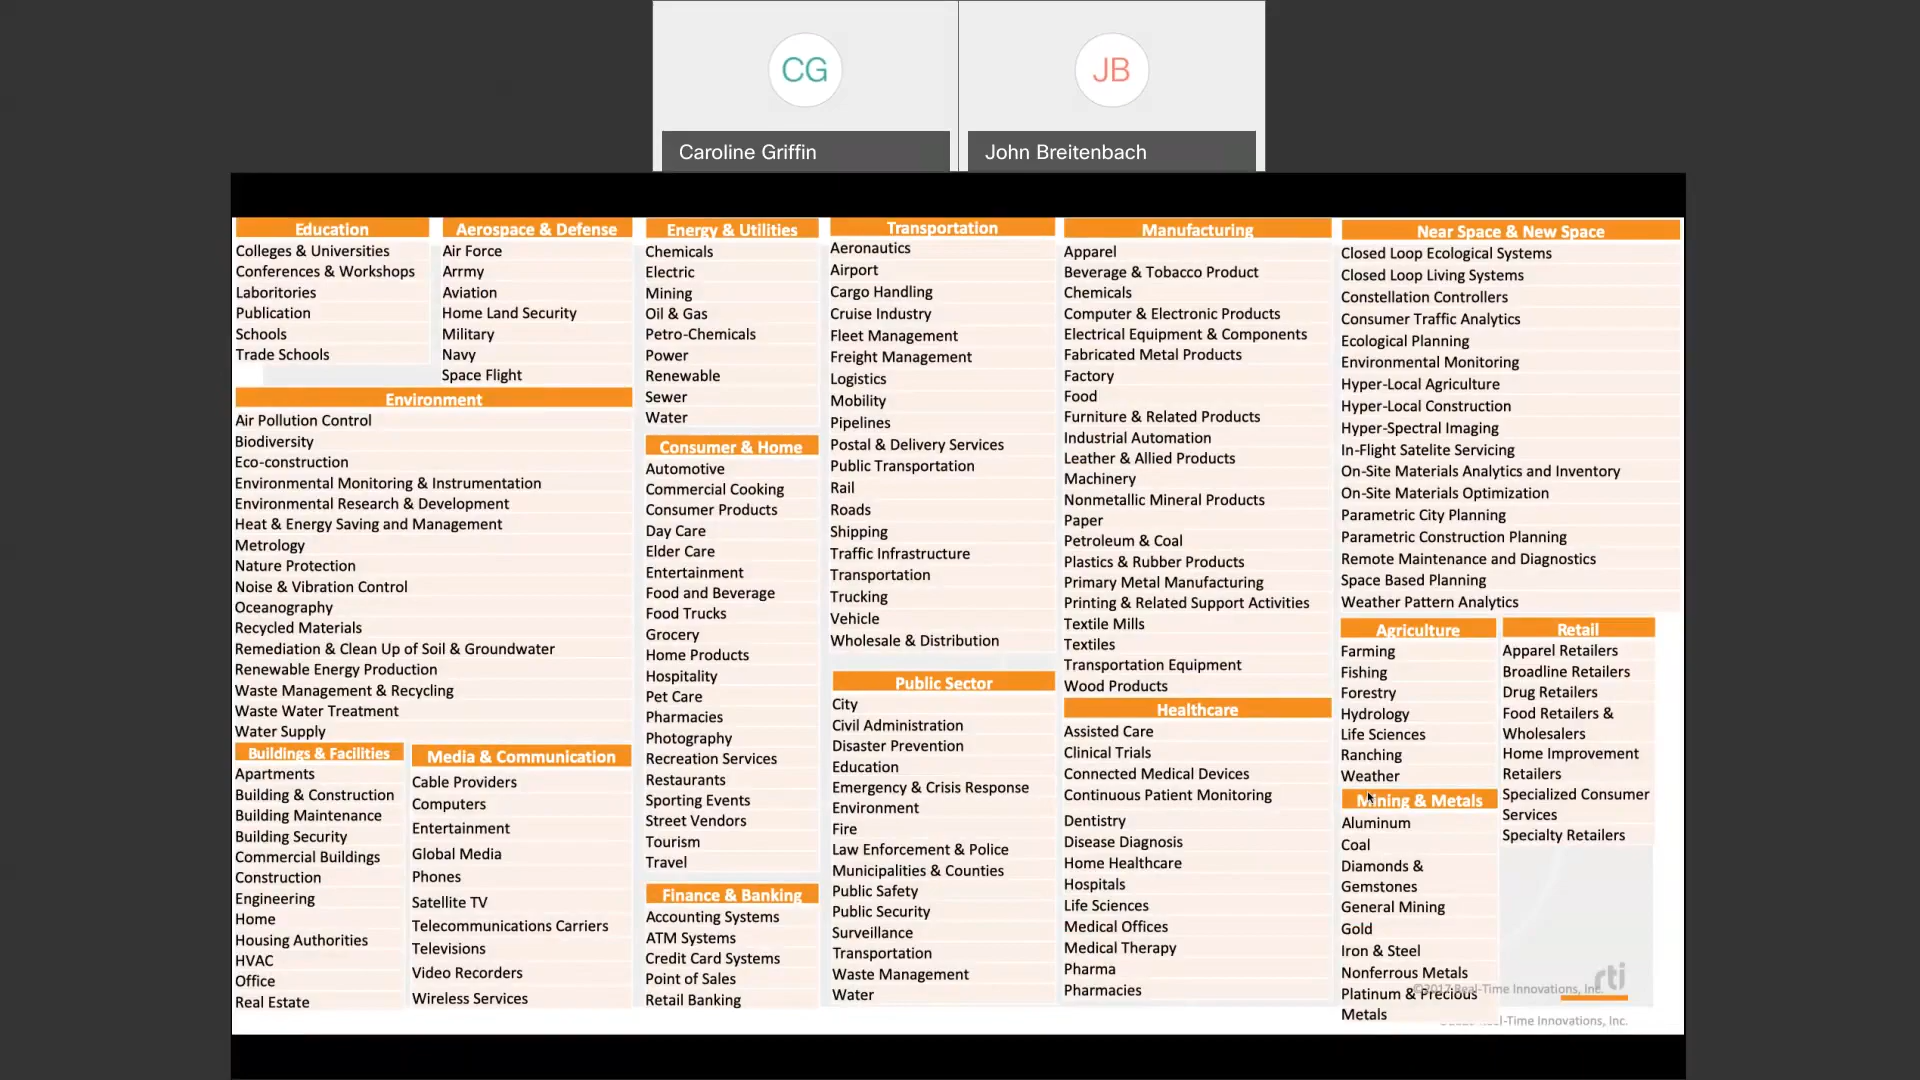 CG
JB
Caroline Griffin
John Breitenbach
Education
Colleges & Universities
Conferences & Workshops
Laboritories
Publication
Schools
Trade Schools
Aerospace & Defense
Air Force
Army
Aviation
Home Land Security
Military
Navy
Space Flight
Environment
Air Pollution Control
Biodiversity
Eco-construction
Environmental Monitoring & Instrumentation
Environmental Research & Development
Heat & Energy Saving and Management
Metrology
Nature Protection
Noise & Vibration Control
Oceanography
Recycled Materials
Remediation & Clean Up of Soil & Groundwater
Renewable Energy Production
Waste Management & Recycling
Waste Water Treatment
Water Supply
Buildings & Facilities
Apartments
Building & Construction
Building Maintenance
Building Security
Commercial Buildings
Construction
Engineering
Home
Housing Authorities
HVAC
Office
Real Estate
Media & Communication
Cable Providers
Computers
Entertainment
Global Media
Phones
Satellite TV
Telecommunications Carriers
Televisions
Video Recorders
Wireless Services
Energy & Utilities
Chemicals
Electric
Mining
Oil & Gas
Petro-Chemicals
Power
Renewable
Sewer
Water
Consumer & Home
Automotive
Commercial Cooking
Consumer Products
Day Care
Elder Care
Entertainment
Food and Beverage
Food Trucks
Grocery
Home Products
Hospitality
Pet Care
Pharmacies
Photography
Recreation Services
Restaurants
Sporting Events
Street Vendors
Tourism
Travel
Finance & Banking
Accounting Systems
ATM Systems
Credit Card Systems
Point of Sales
Retail Banking
Transportation
Aeronautics
Airport
Cargo Handling
Cruise Industry
Fleet Management
Freight Management
Logistics
Mobility
Pipelines
Postal & Delivery Services
Public Transportation
Rail
Roads
Shipping
Traffic Infrastructure
Transportation
Trucking
Vehicle
Wholesale & Distribution
Public Sector
City
Civil Administration
Disaster Prevention
Education
Emergency & Crisis Response
Environment
Fire
Law Enforcement & Police
Municipalities & Counties
Public Safety
Public Security
Surveillance
Transportation
Waste Management
Water
Manufacturing
Apparel
Beverage & Tobacco Product
Chemicals
Computer & Electronic Products
Electrical Equipment & Components
Fabricated Metal Products
Factory
Food
Furniture & Related Products
Industrial Automation
Leather & Allied Products
Machinery
Nonmetallic Mineral Products
Paper
Petroleum & Coal
Plastics & Rubber Products
Primary Metal Manufacturing
Printing & Related Support Activities
Textile Mills
Textiles
Transportation Equipment
Wood Products
Healthcare
Assisted Care
Clinical Trials
Connected Medical Devices
Continuous Patient Monitoring
Dentistry
Disease Diagnosis
Home Healthcare
Hospitals
Life Sciences
Medical Offices
Medical Therapy
Pharma
Pharmacies
Near Space & New Space
Closed Loop Ecological Systems
Closed Loop Living Systems
Constellation Controllers
Consumer Traffic Analytics
Ecological Planning
Environmental Monitoring
Hyper-Local Agriculture
Hyper-Local Construction
Hyper-Spectral Imaging
In-Flight Satelite Servicing
On-Site Materials Analytics and Inventory
On-Site Materials Optimization
Parametric City Planning
Parametric Construction Planning
Remote Maintenance and Diagnostics
Space Based Planning
Weather Pattern Analytics
Agriculture
Farming
Fishing
Forestry
Hydrology
Life Sciences
Ranching
Weather
Mining & Metals
Aluminum
Coal
Diamonds &
Gemstones
General Mining
Gold
Iron & Steel
Nonferrous Metals
Platinum & Precious
Metals
Retail
Apparel Retailers
Broadline Retailers
Drug Retailers
Food Retailers &
Wholesalers
Home Improvement
Retailers
Specialized Consumer
Services
Specialty Retailers
rti
©2017 Real-Time Innovations, Inc.
Real-Time Innovations, Inc.